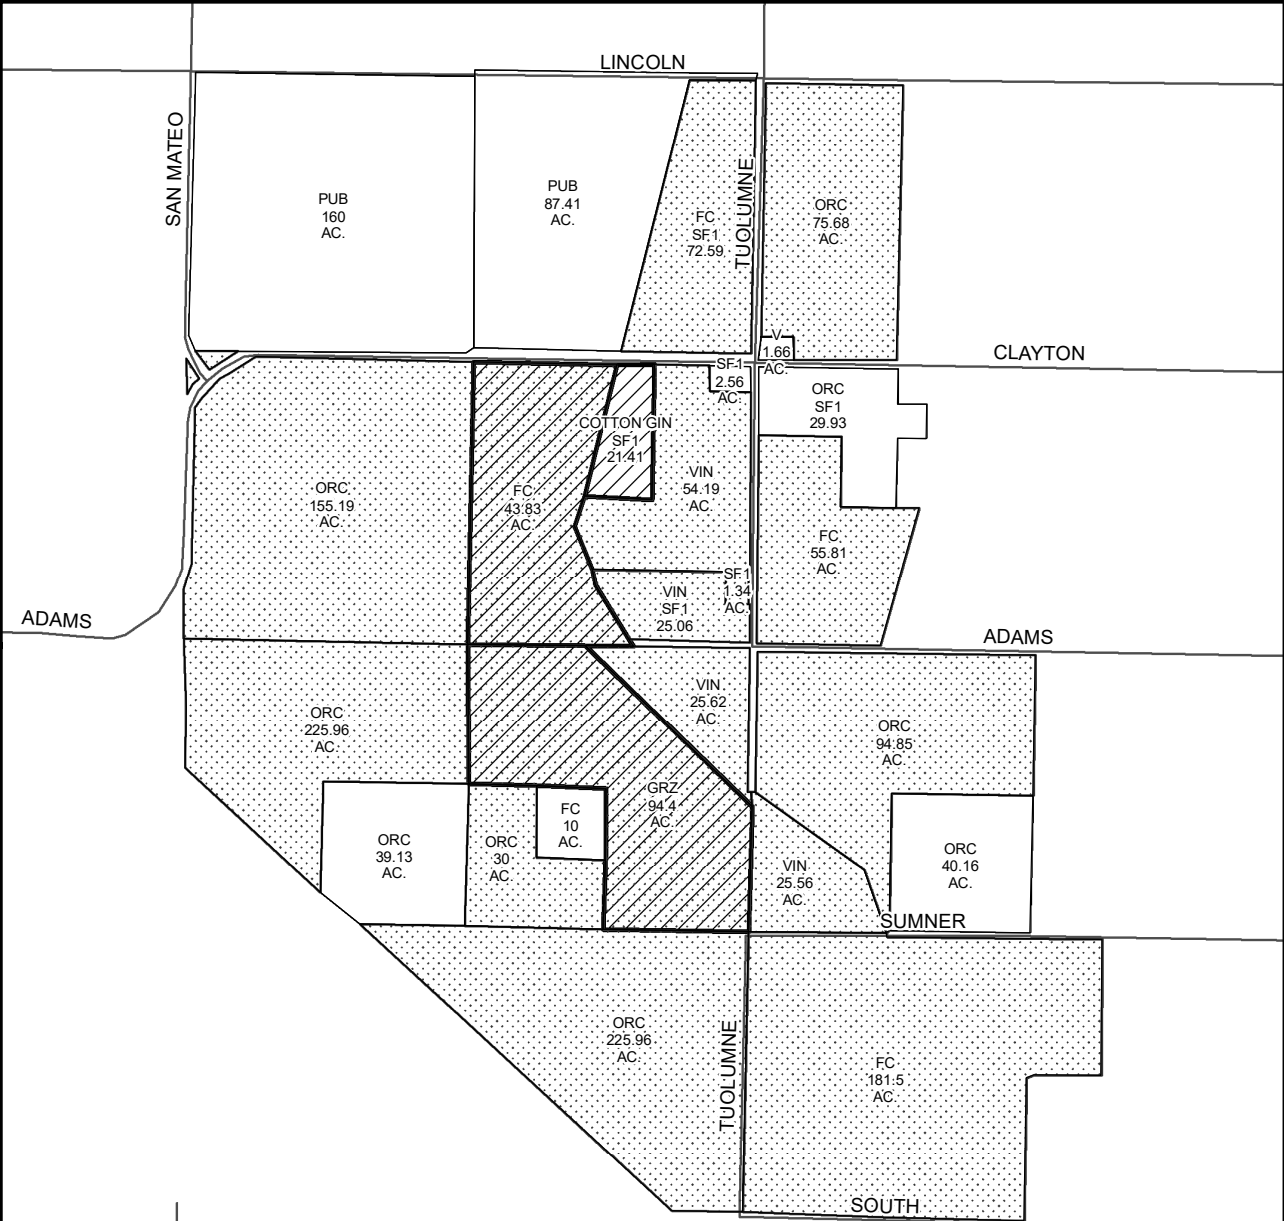 LINCOLN
SAN MATEO
PUB
160
AC.
PUB
87.41
AC.
FC
SF1
72.59
TUOLUMNE
ORC
75.68
AC.
V
1.66
AC.
CLAYTON
SF1
2.56
AC.
ORC
SF1
29.93
COTTON GIN
SF1
21.41
VIN
54.19
AC.
ORC
155.19
AC.
FC
43.83
AC.
FC
55.81
AC.
SF1
1.34
AC.
VIN
SF1
25.06
ADAMS
ADAMS
ORC
225.96
AC.
VIN
25.62
AC.
ORC
94.85
AC.
GRZ
94.4
AC.
FC
10
AC.
ORC
39.13
AC.
ORC
30
AC.
VIN
25.56
AC.
ORC
40.16
AC.
SUMNER
ORC
225.96
AC.
TUOLUMNE
FC
181.5
AC.
SOUTH